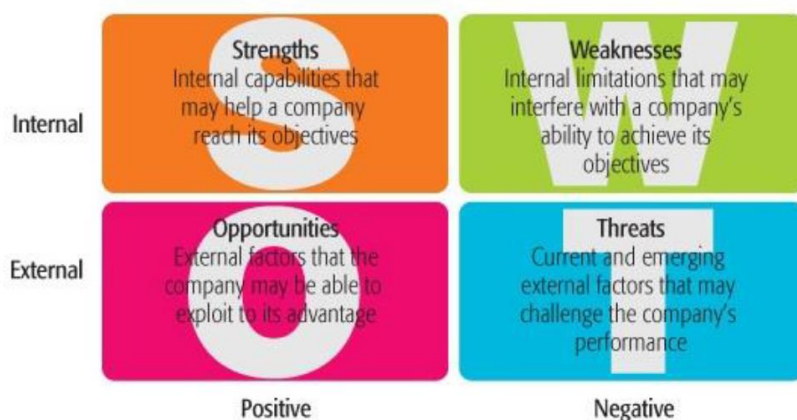 S
Strengths
Internal capabilities that
may help a company
reach its objectives
W
Weaknesses
Internal limitations that may
interfere with a company's
ability to achieve its
objectives
Internal
O
Opportunities
External factors that the
company may be able to
exploit to its advantage
T
Threats
Current and emerging
external factors that may
challenge the company's
performance
External
Positive
Negative